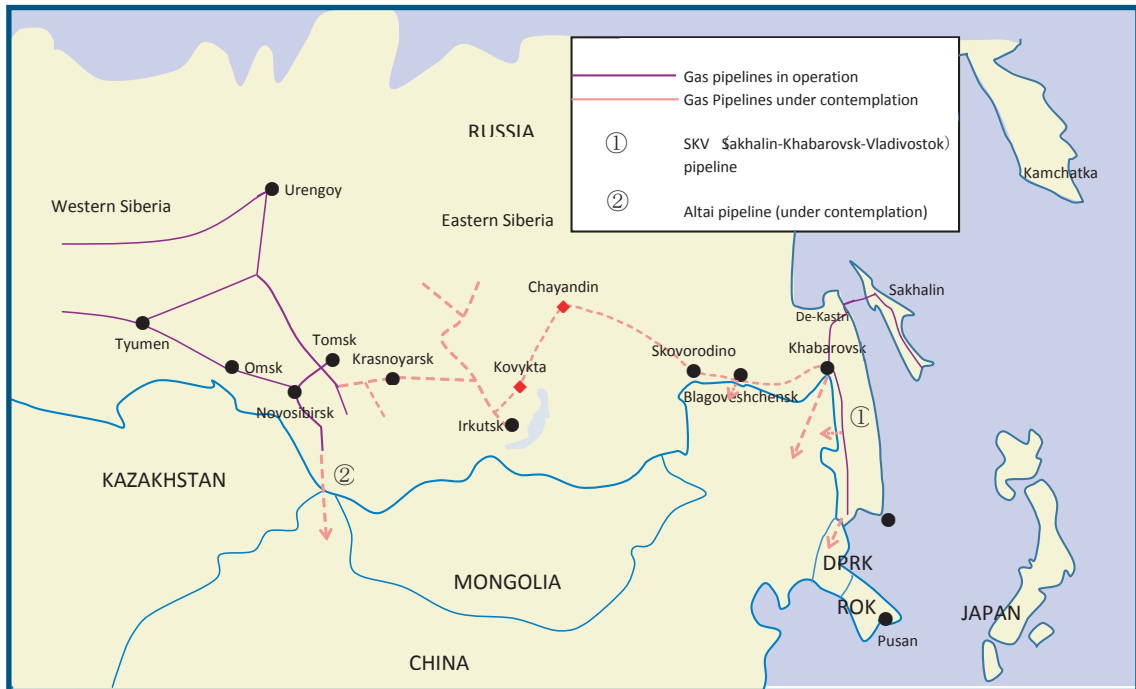 Gas pipelines in operation
Gas Pipelines under contemplation
① SKV （Sakhalin-Khabarovsk-Vladivostok）
pipeline
② Altai pipeline (under contemplation)
RUSSIA
Kamchatka
Urengoy
Western Siberia
Eastern Siberia
Chayandin
Sakhalin
De-Kastri
Tyumen
Tomsk
Omsk
Krasnoyarsk
Kovykta
Skovorodino
Khabarovsk
Novosibirsk
Blagoveshchensk
Irkutsk
①
②
KAZAKHSTAN
MONGOLIA
DPRK
ROK
JAPAN
Pusan
CHINA